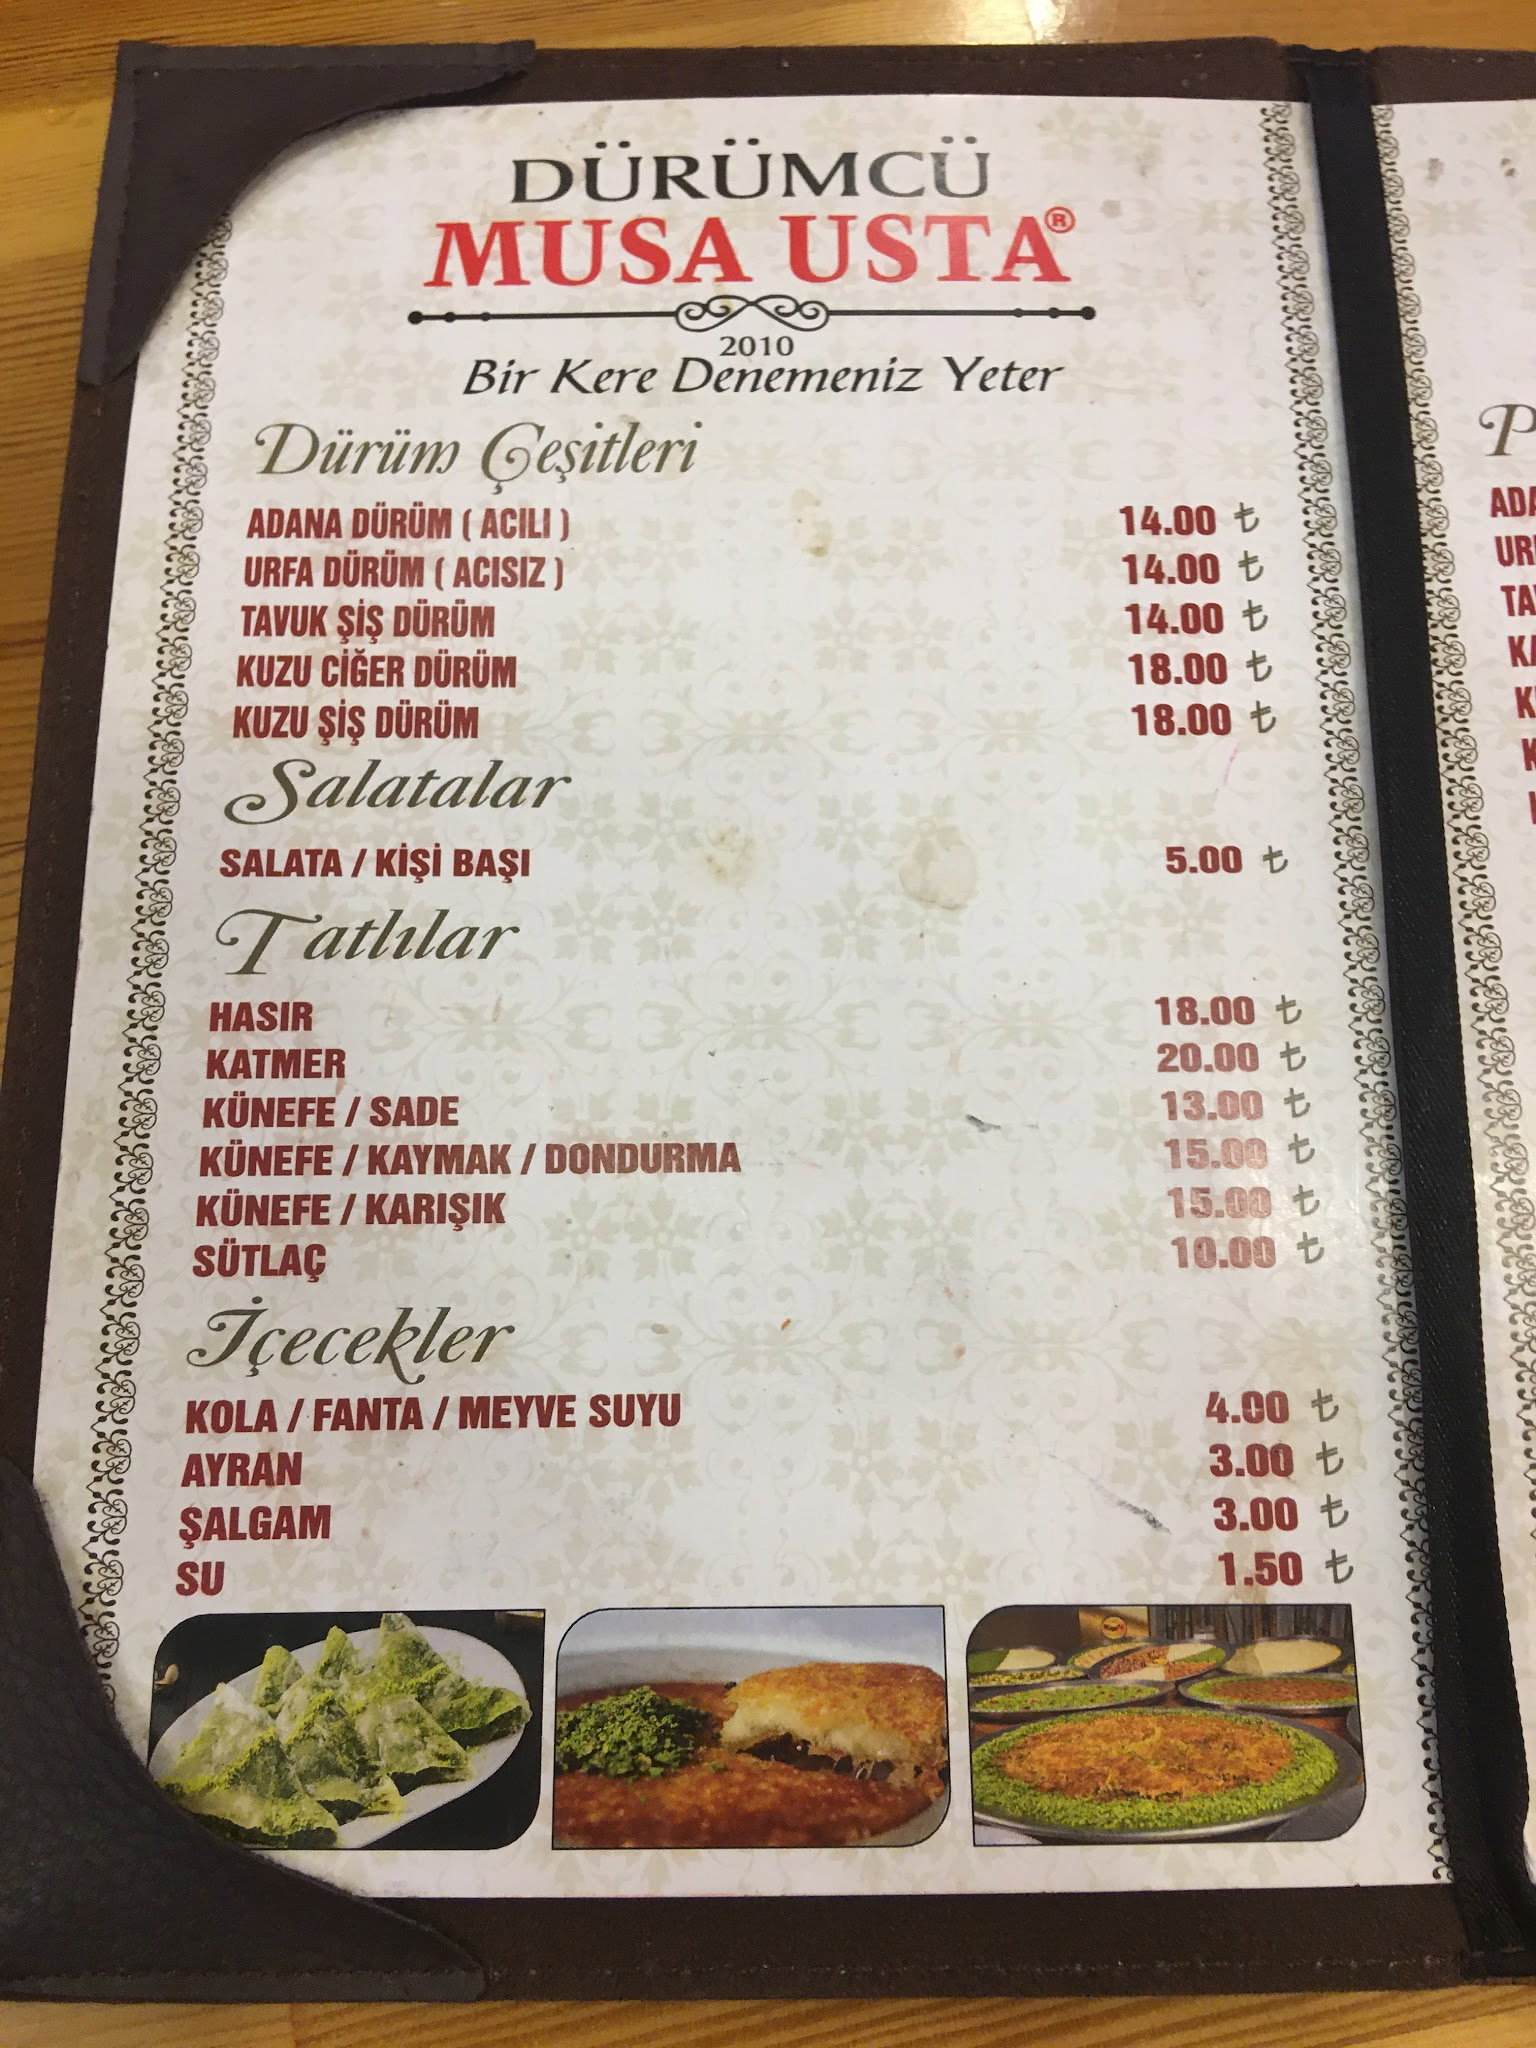 DÜRÜMCÜ
MUSA USTA®
2010
Bir Kere Denemeniz Yeter
Dürüm Çeşitleri
ADANA DÜRÜM ( ACILI ) 14.00 ₺
URFA DÜRÜM ( ACISIZ ) 14.00 ₺
TAVUK ŞİŞ DÜRÜM 14.00 ₺
KUZU CİĞER DÜRÜM 18.00 ₺
KUZU ŞİŞ DÜRÜM 18.00 ₺
Salatalar
SALATA / KİŞİ BAŞI 5.00 ₺
Tatlılar
HASIR 18.00 ₺
KATMER 20.00 ₺
KÜNEFE / SADE 13.00 ₺
KÜNEFE / KAYMAK / DONDURMA 15.00 ₺
KÜNEFE / KARIŞIK 15.00 ₺
SÜTLAÇ 10.00 ₺
İçecekler
KOLA / FANTA / MEYVE SUYU 4.00 ₺
AYRAN 3.00 ₺
ŞALGAM 3.00 ₺
SU 1.50 ₺